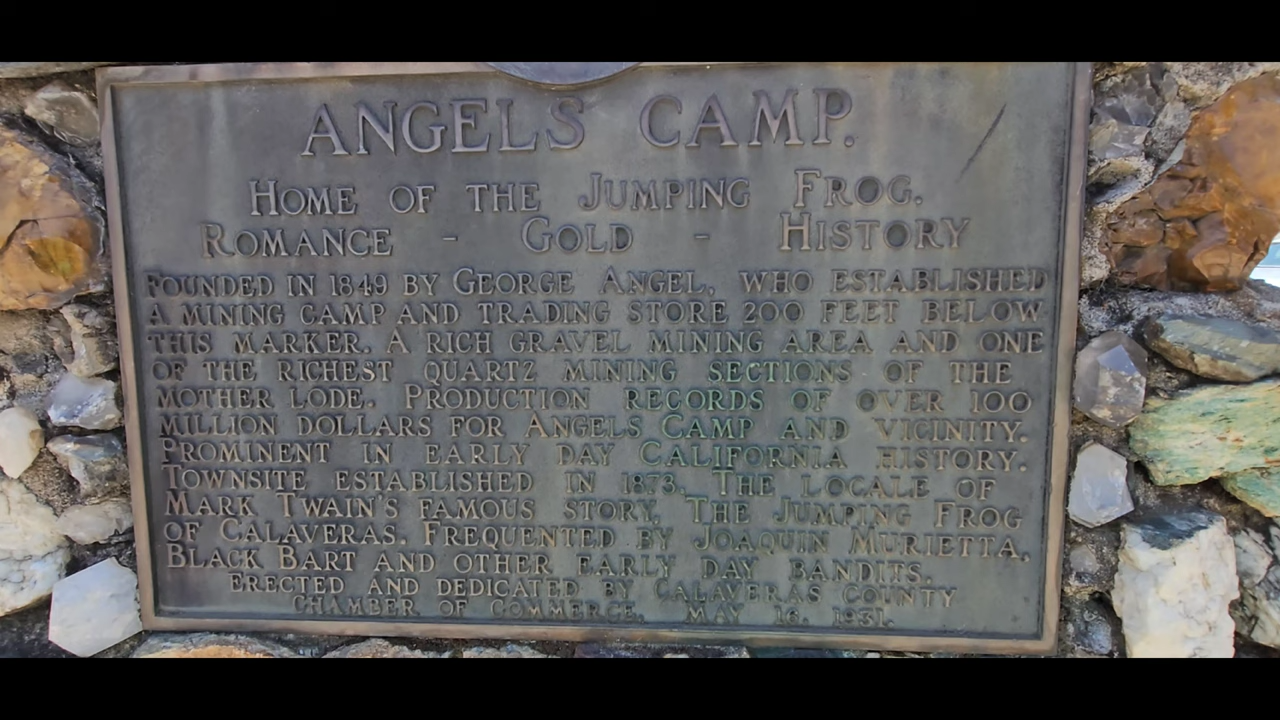 ANGELS CAMP.
HOME OF THE JUMPING FROG.
ROMANCE - GOLD - HISTORY
FOUNDED IN 1849 BY GEORGE ANGEL, WHO ESTABLISHED
A MINING CAMP AND TRADING STORE 200 FEET BELOW
THIS MARKER. A RICH GRAVEL MINING AREA AND ONE
OF THE RICHEST QUARTZ MINING SECTIONS OF THE
MOTHER LODE. PRODUCTION RECORDS OF OVER 100
MILLION DOLLARS FOR ANGELS CAMP AND VICINITY.
PROMINENT IN EARLY DAY CALIFORNIA HISTORY.
TOWNSITE ESTABLISHED IN 1873. THE LOCALE OF
MARK TWAIN'S FAMOUS STORY, THE JUMPING FROG
OF CALAVERAS. FREQUENTED BY JOAQUIN MURIETTA,
BLACK BART AND OTHER EARLY DAY BANDITS.
ERECTED AND DEDICATED BY CALAVERAS COUNTY
CHAMBER OF COMMERCE. MAY 16, 1931.